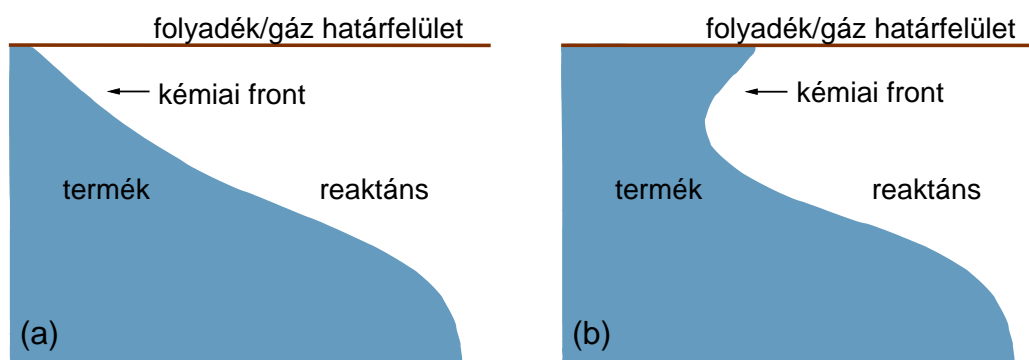 folyadék/gáz határfelület
kémiai front
termék
reaktáns
(a)
folyadék/gáz határfelület
kémiai front
termék
reaktáns
(b)